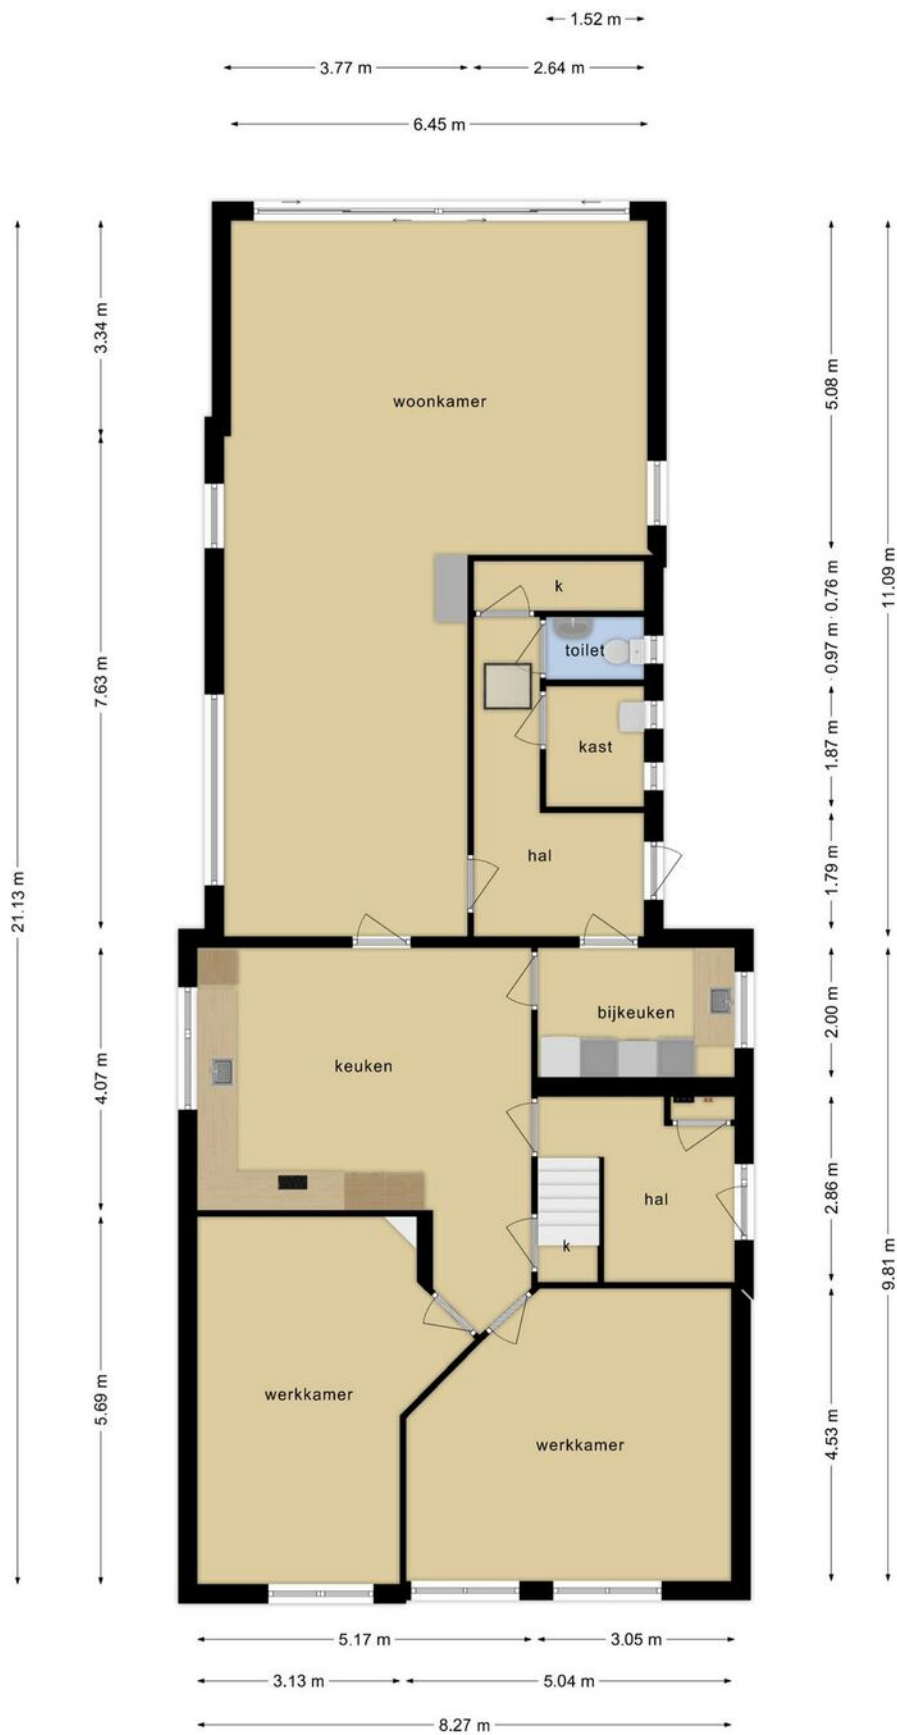 1.52 m
3.77 m
2.64 m
6.45 m
3.34 m
5.08 m
woonkamer
11.09 m
0.76 m
k
0.97 m
toilet
7.63 m
1.87 m
kast
hal
1.79 m
21.13 m
2.00 m
bijkeuken
keuken
4.07 m
2.86 m
hal
k
9.81 m
5.69 m
werkkamer
4.53 m
werkkamer
5.17 m
3.05 m
3.13 m
5.04 m
8.27 m